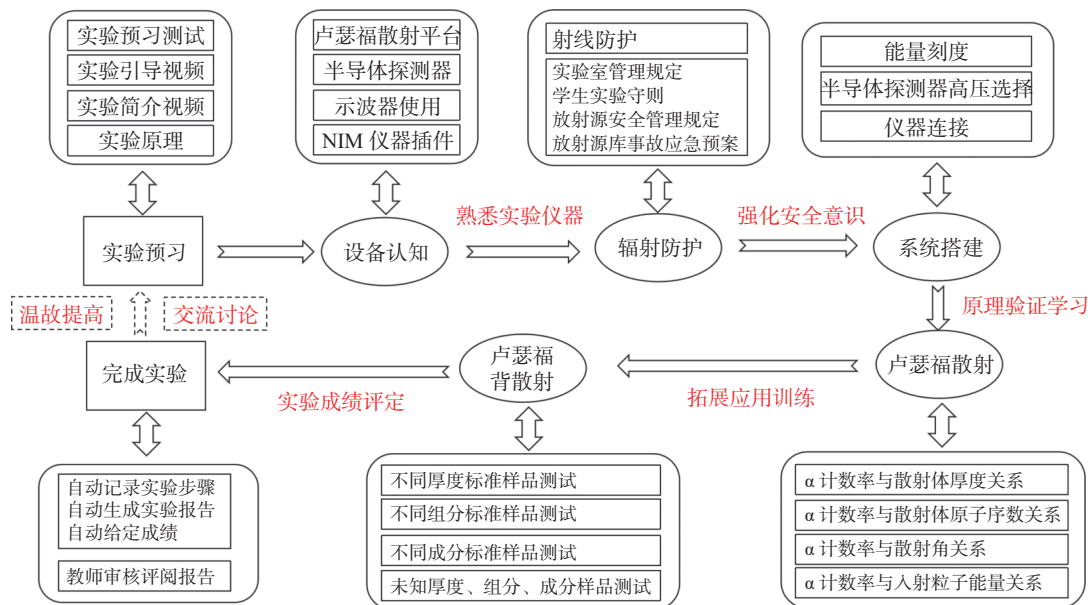 实验预习测试
实验引导视频
实验简介视频
实验原理
卢瑟福散射平台
半导体探测器
示波器使用
NIM 仪器插件
射线防护
实验室管理规定
学生实验守则
放射源安全管理规定
放射源库事故应急预案
能量刻度
半导体探测器高压选择
仪器连接
实验预习
设备认知
熟悉实验仪器
辐射防护
强化安全意识
系统搭建
温故提高
交流讨论
原理验证学习
完成实验
实验成绩评定
卢瑟福
背散射
拓展应用训练
卢瑟福散射
自动记录实验步骤
自动生成实验报告
自动给定成绩
教师审核评阅报告
不同厚度标准样品测试
不同组分标准样品测试
不同成分标准样品测试
未知厚度、组分、成分样品测试
α 计数率与散射体厚度关系
α 计数率与散射体原子序数关系
α 计数率与散射角关系
α 计数率与入射粒子能量关系